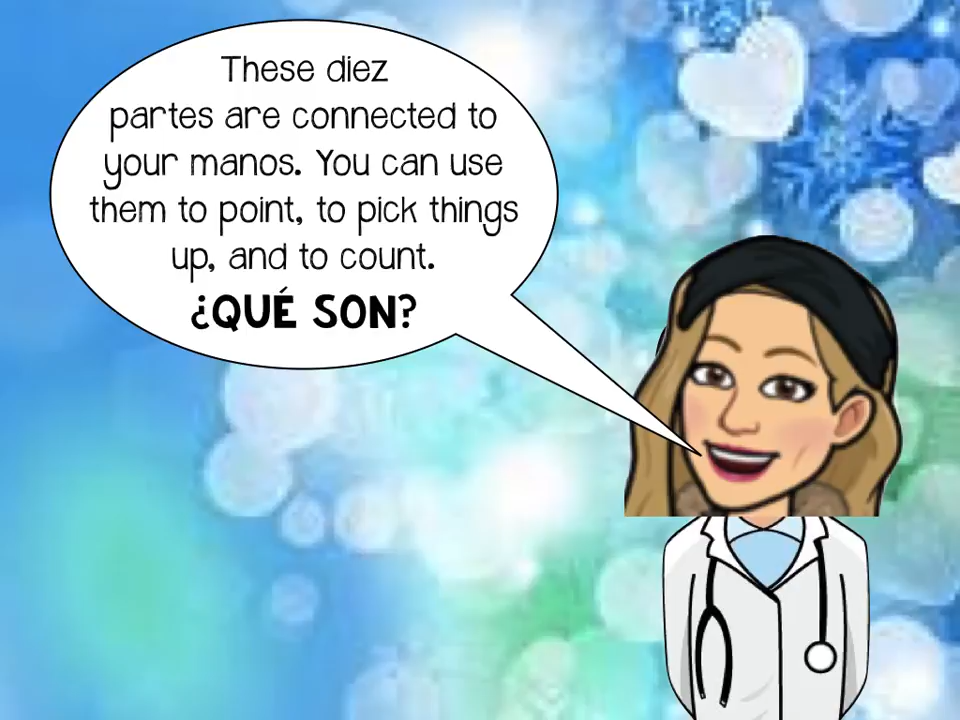 These diez
partes are connected to
your manos. You can use
them to point, to pick things
up, and to count.
¿QUÉ SON?